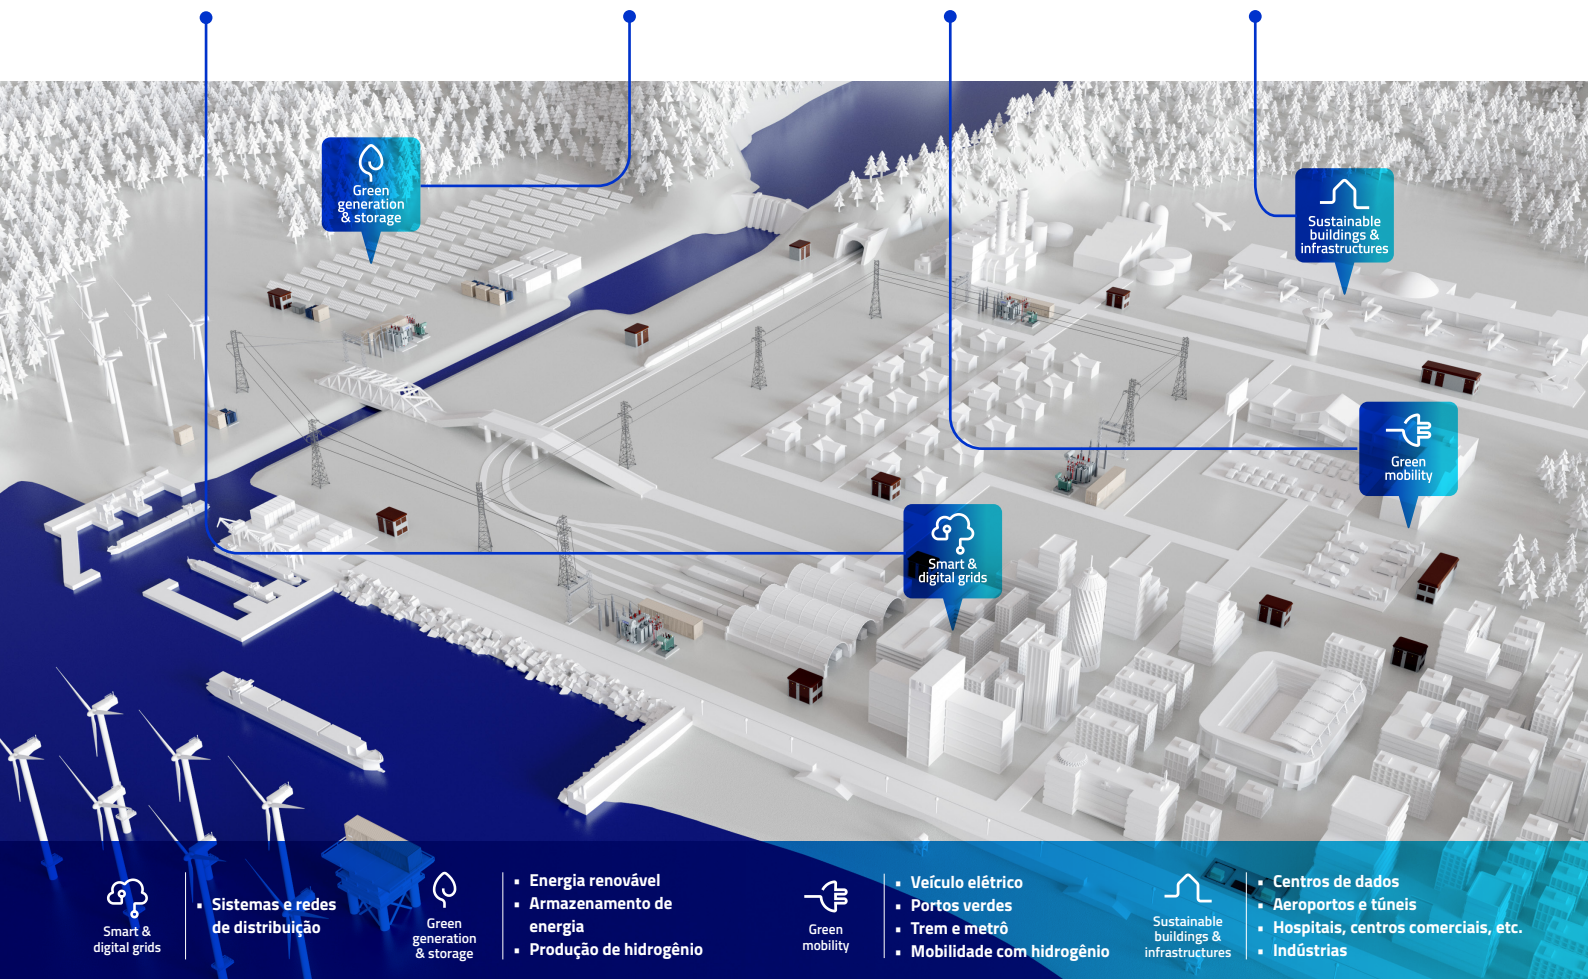 Green
generation
& storage
Sustainable
buildings &
infrastructures
Green
mobility
Smart &
digital grids
Smart &
digital grids
▪ Sistemas e redes
de distribuição
Green
generation
& storage
▪ Energia renovável
▪ Armazenamento de
energia
▪ Produção de hidrogênio
Green
mobility
▪ Veículo elétrico
▪ Portos verdes
▪ Trem e metrô
▪ Mobilidade com hidrogênio
Sustainable
buildings &
infrastructures
▪ Centros de dados
▪ Aeroportos e túneis
▪ Hospitais, centros comerciais, etc.
▪ Indústrias